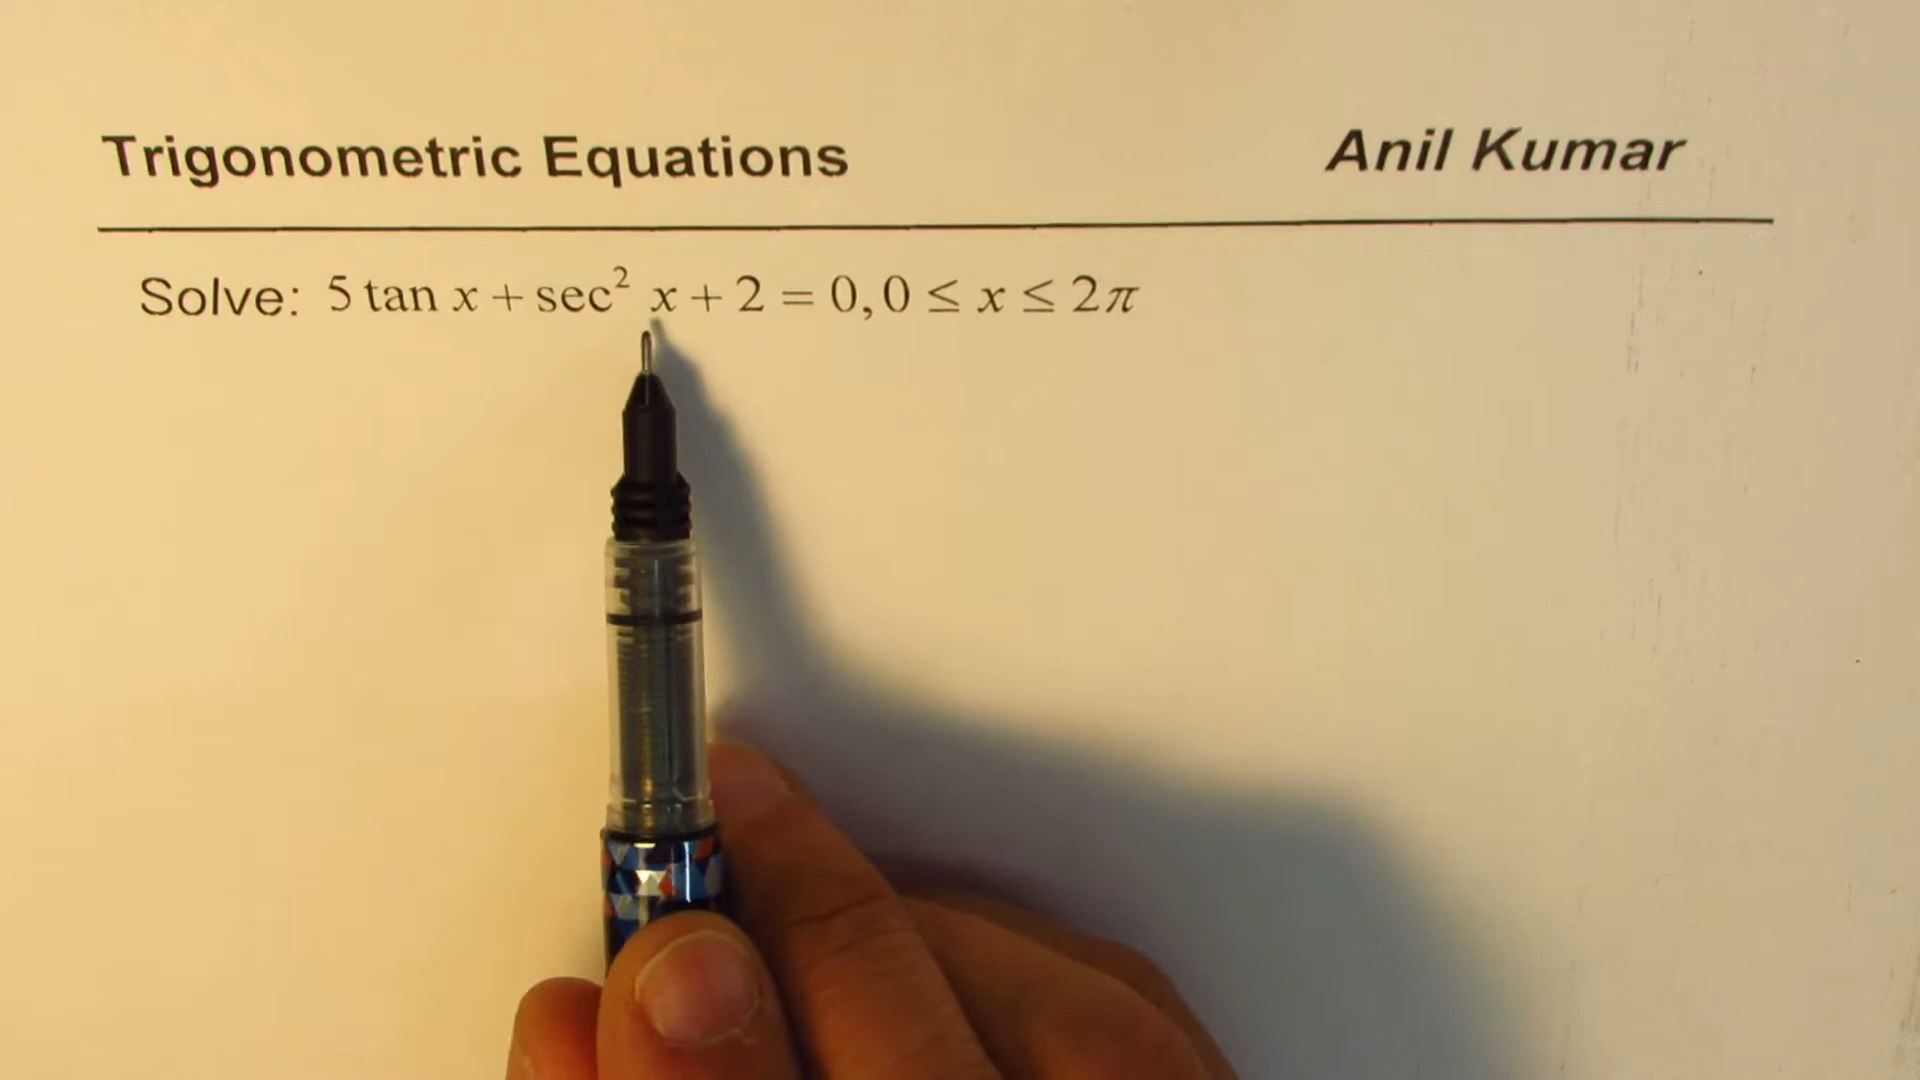 Trigonometric Equations Anil Kumar
Solve: 5 tan x + sec² x + 2 = 0, 0 ≤ x ≤ 2π